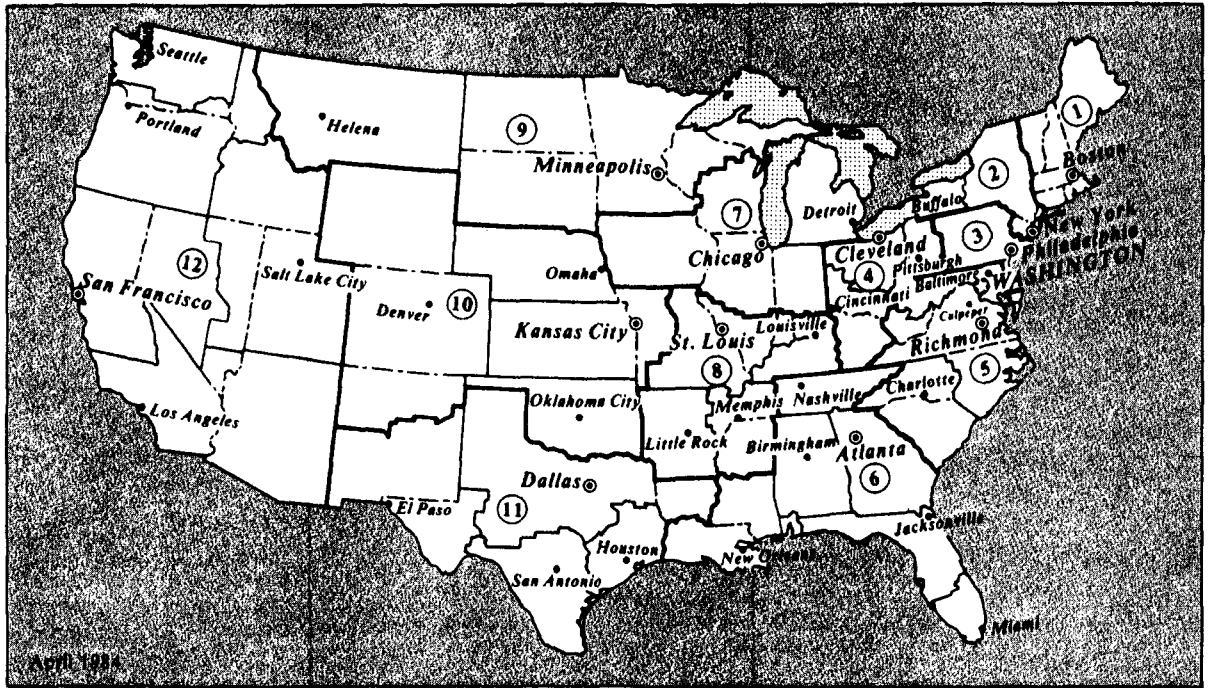 Seattle
Portland
Helena
9
Minneapolis
1
Boston
2
Buffalo
7
Detroit
New York
3
Philadelphia
Cleveland
WASHINGTON
12
Salt Lake City
Omaha
Chicago
4
Pittsburgh
Baltimore
Cincinnati
San Francisco
Denver
10
Kansas City
St. Louis
Louisville
Culpeper
Richmond
8
5
Los Angeles
Oklahoma City
Memphis
Nashville
Charlotte
Little Rock
Birmingham
Atlanta
6
Dallas
El Paso
11
Jacksonville
Houston
New Orleans
San Antonio
Miami
April 1984